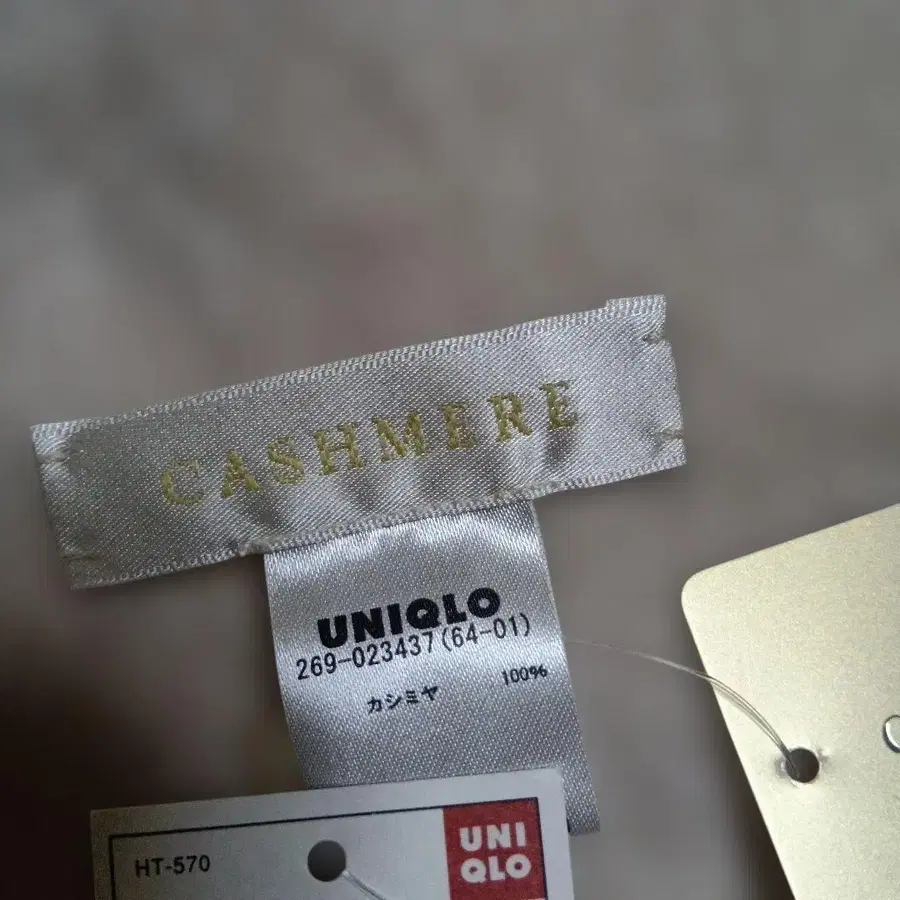 CASHMERE
UNIQLO
269-023437(64-01)
カシミヤ 100%
HT-570
UNI
QLO